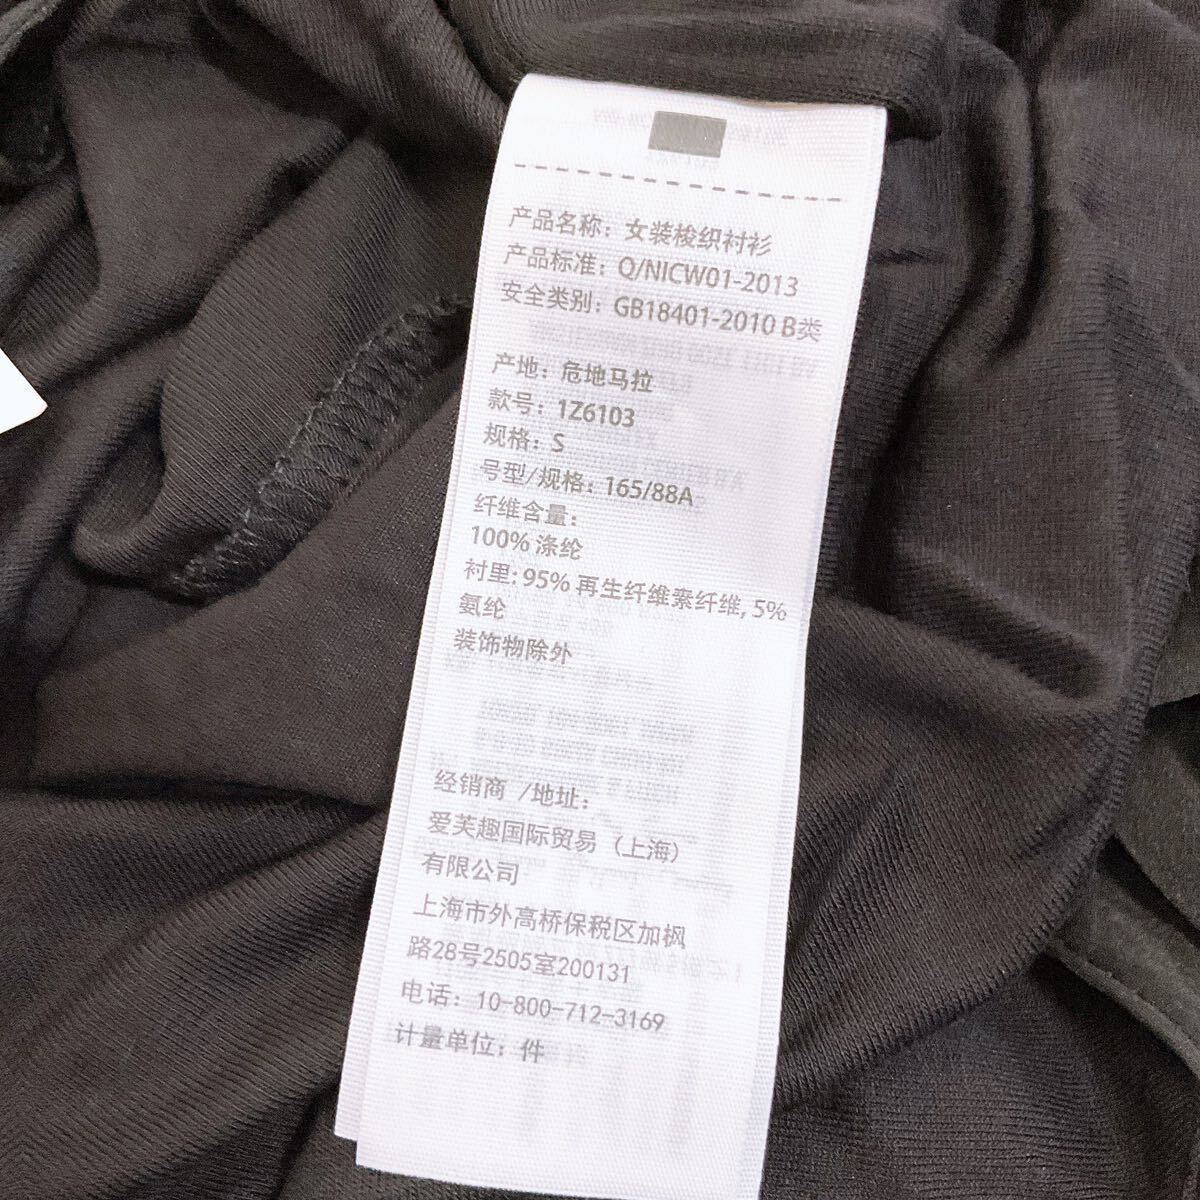 产品名称：女装梭织衬衫
产品标准：Q/NICW01-2013
安全类别：GB18401-2010 B类
产地：危地马拉
款号：1Z6103
规格：S
号型/规格：165/88A
纤维含量：
100% 涤纶
衬里：95% 再生纤维素纤维, 5%
氨纶
装饰物除外
经销商 /地址：
爱芙趣国际贸易（上海）
有限公司
上海市外高桥保税区加枫
路28号2505室200131
电话：10-800-712-3169
计量单位：件